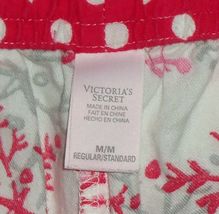 VICTORIA'S
SECRET
MADE IN CHINA
FAIT EN CHINE
HECHO EN CHINA
M/M
REGULAR/STANDARD